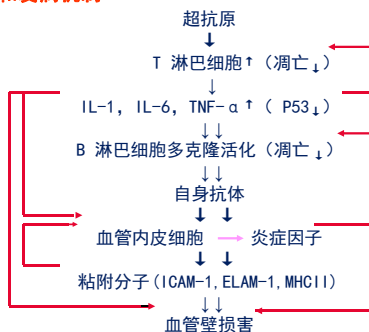 超抗原
T 淋巴细胞↑（凋亡↓）
IL-1, IL-6, TNF-α↑（ P53↓）
B 淋巴细胞多克隆活化（凋亡↓）
自身抗体
血管内皮细胞 → 炎症因子
粘附分子(ICAM-1,ELAM-1,MHCII)
血管壁损害